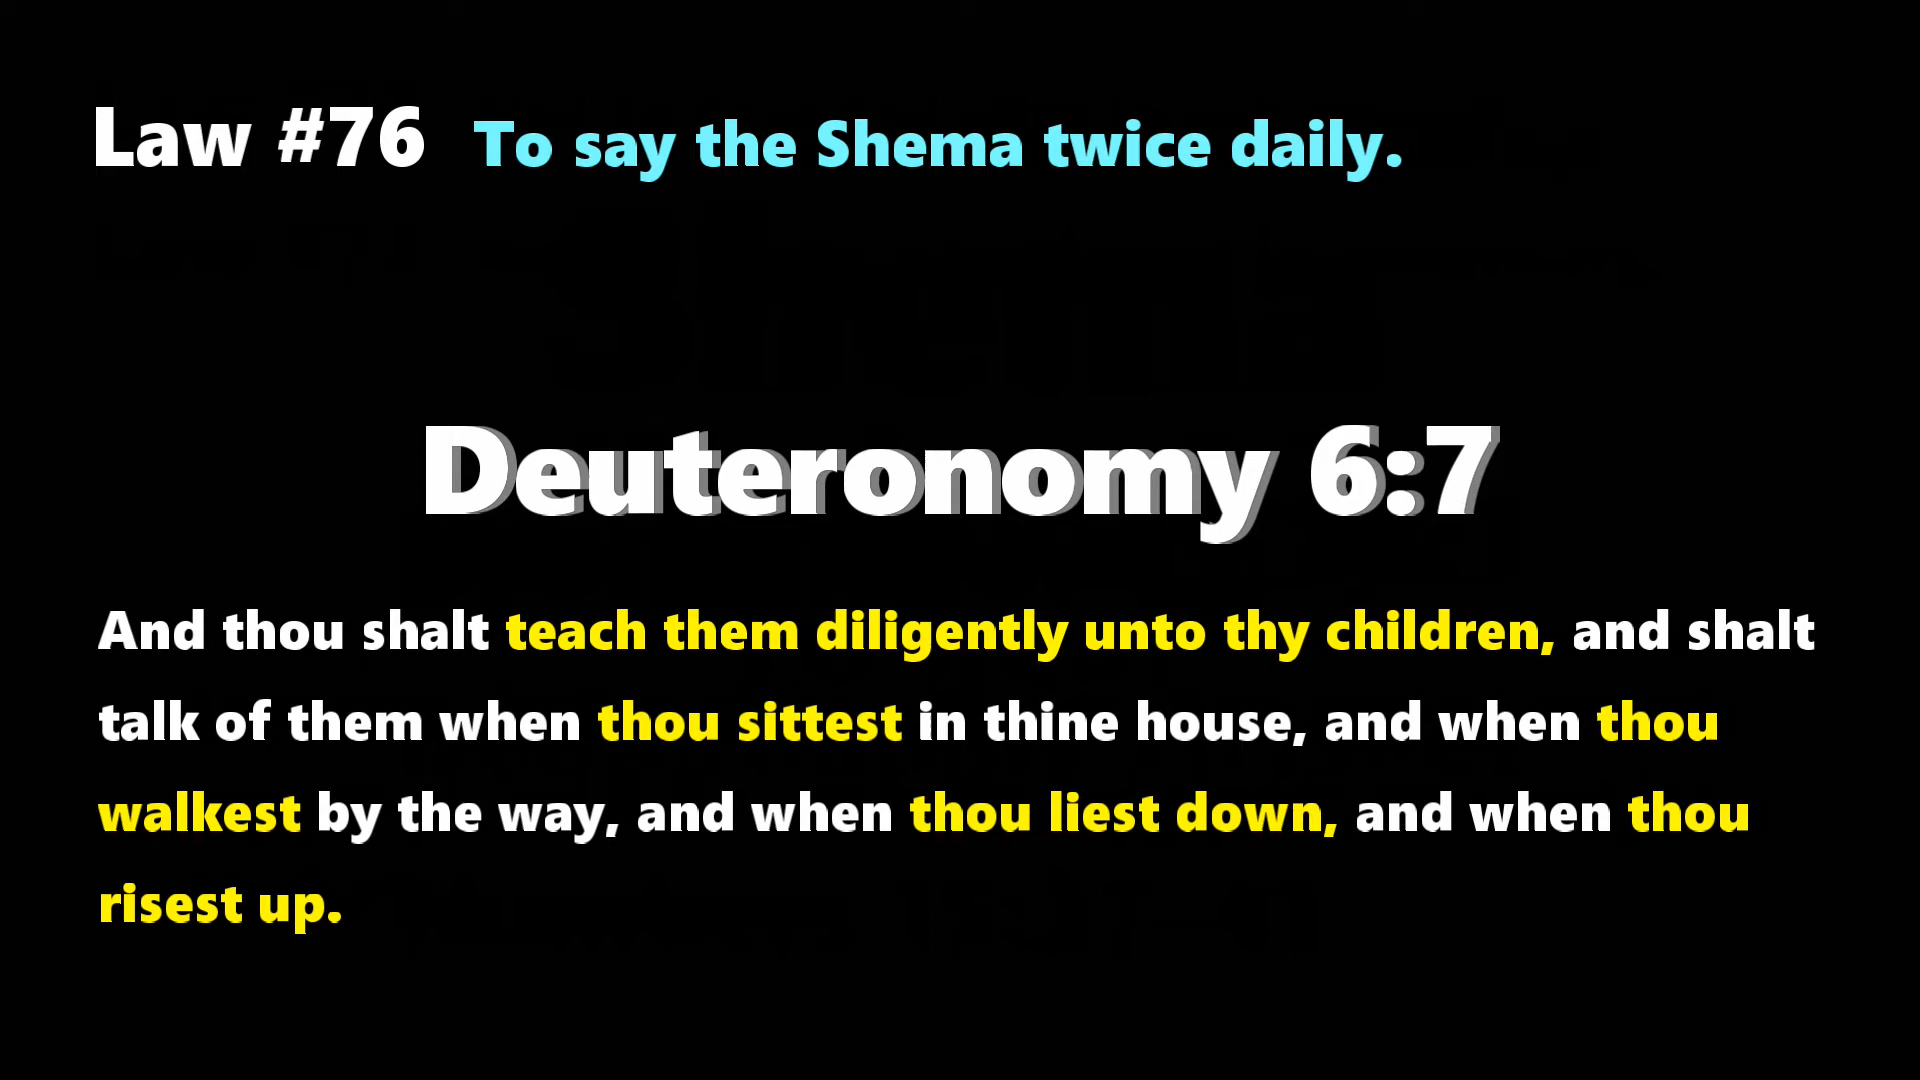 Law #76 To say the Shema twice daily.
Deuteronomy 6:7
And thou shalt teach them diligently unto thy children, and shalt
talk of them when thou sittest in thine house, and when thou
walkest by the way, and when thou liest down, and when thou
risest up.